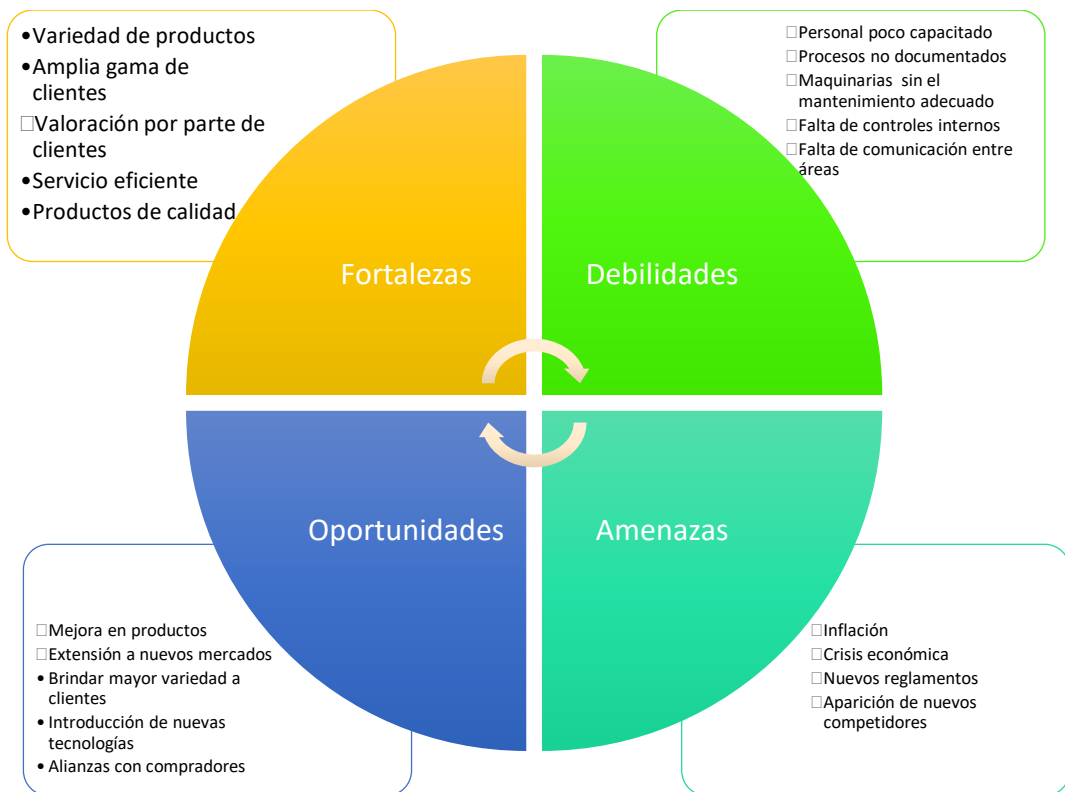 •Variedad de productos
•Amplia gama de
clientes
□Valoración por parte de
clientes
•Servicio eficiente
•Productos de calidad
□Personal poco capacitado
□Procesos no documentados
□Maquinarias sin el
mantenimiento adecuado
□Falta de controles internos
□Falta de comunicación entre
áreas
Fortalezas
Debilidades
Oportunidades
Amenazas
□Mejora en productos
□Extensión a nuevos mercados
• Brindar mayor variedad a
clientes
• Introducción de nuevas
tecnologías
• Alianzas con compradores
□Inflación
□Crisis económica
□Nuevos reglamentos
□Aparición de nuevos
competidores